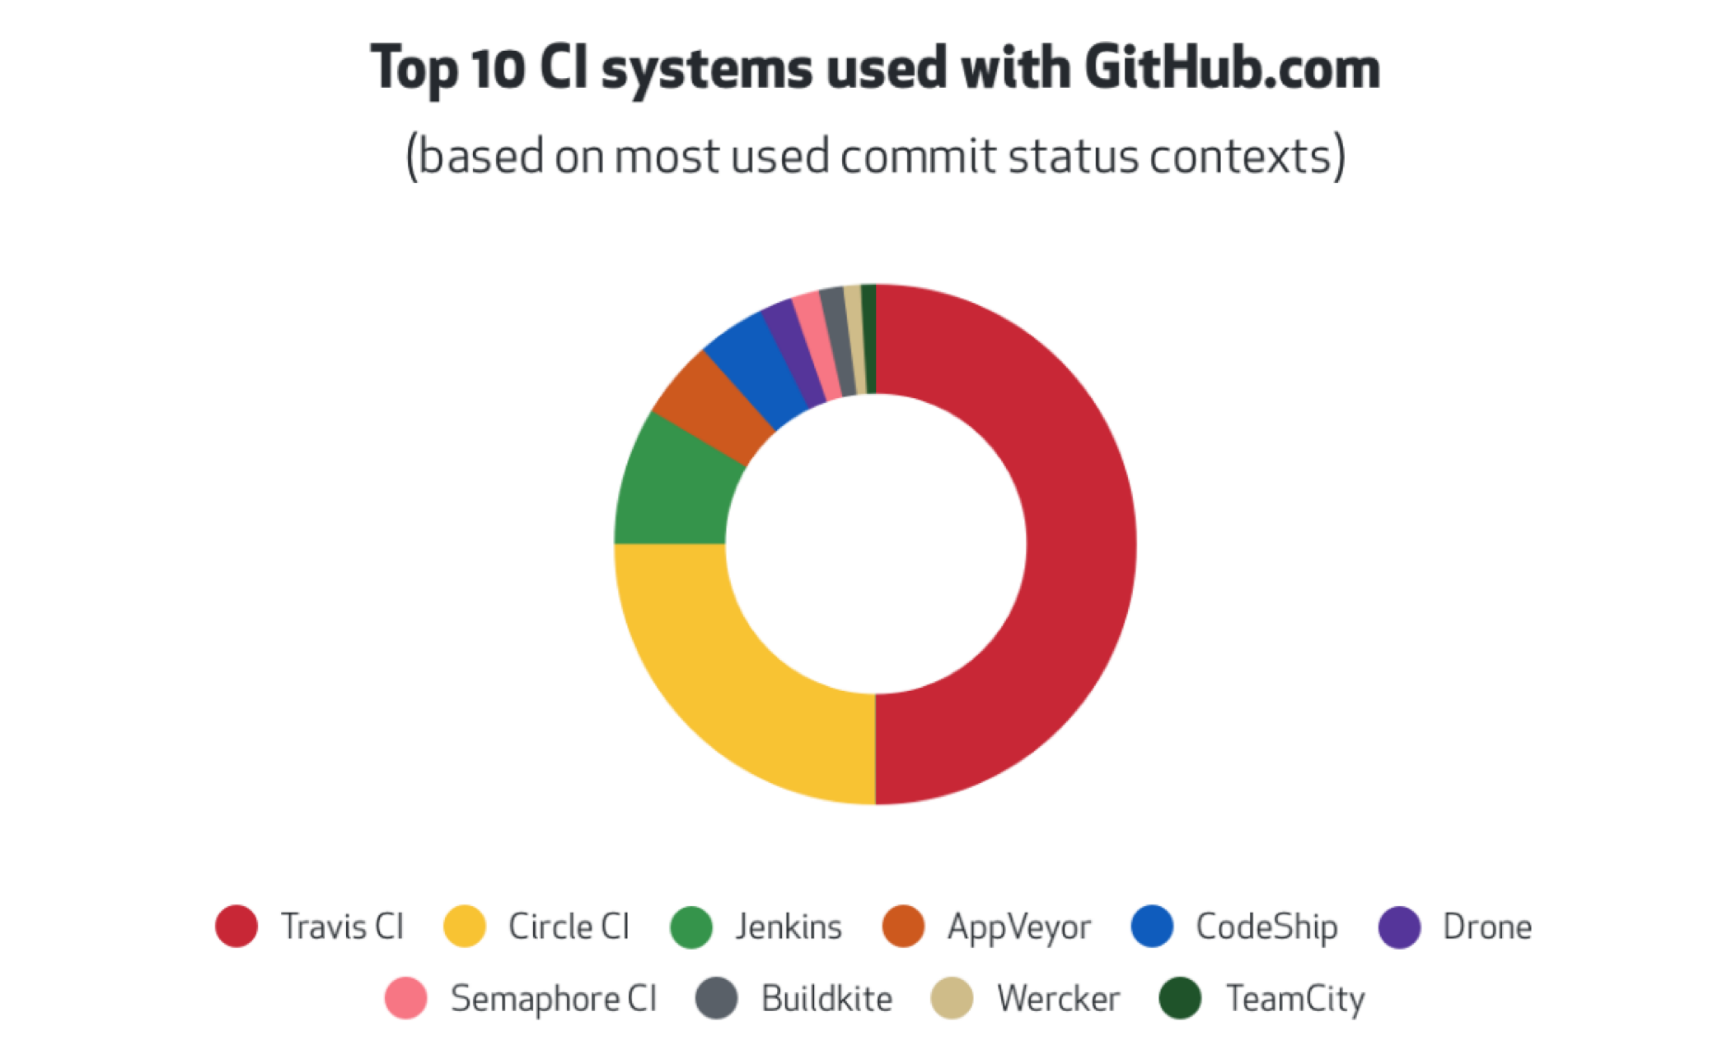 Top 10 CI systems used with GitHub.com
(based on most used commit status contexts)
Travis CI Circle CI Jenkins AppVeyor CodeShip Drone
Semaphore CI Buildkite Wercker TeamCity